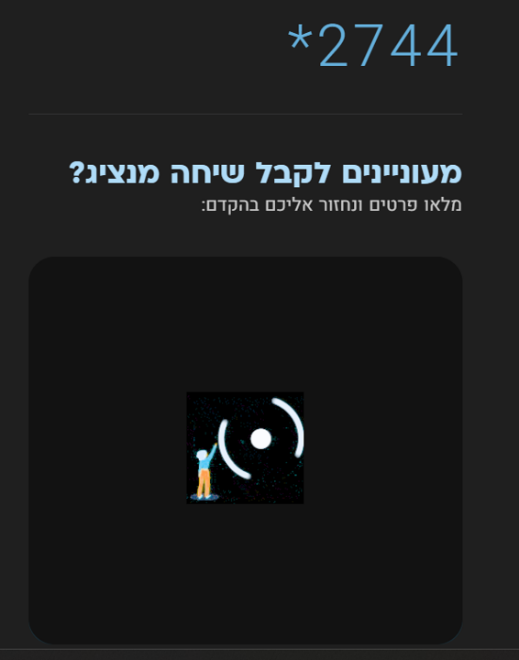 *2744
מעוניינים לקבל שיחה מנציג?
מלאו פרטים ונחזור אליכם בהקדם: